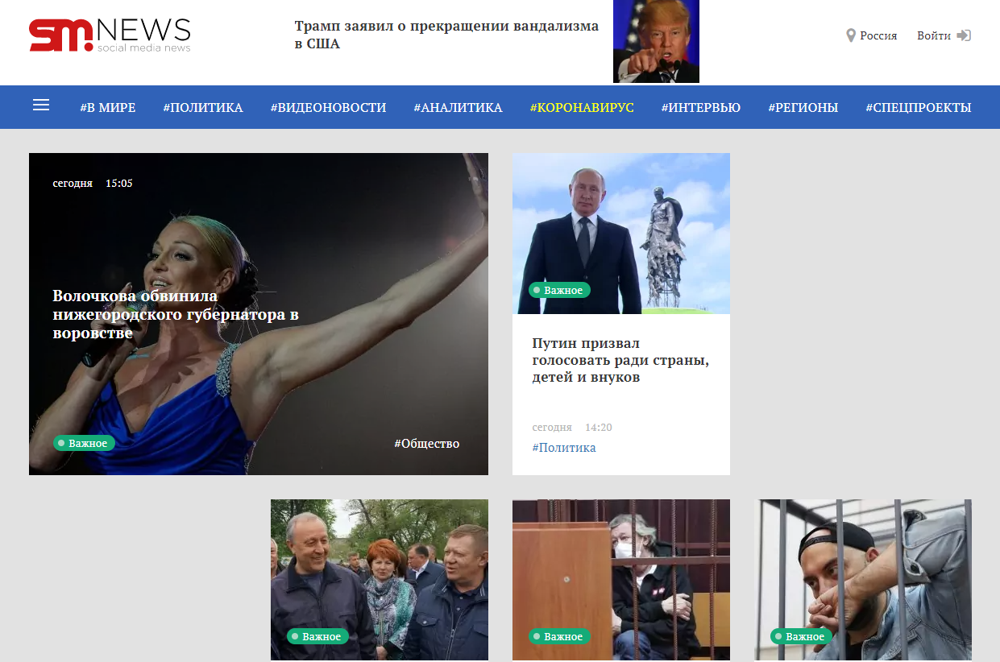 sm.NEWS
social media news
Трамп заявил о прекращении вандализма
в США
Россия
Войти
#В МИРЕ
#ПОЛИТИКА
#ВИДЕОНОВОСТИ
#АНАЛИТИКА
#КОРОНАВИРУС
#ИНТЕРВЬЮ
#РЕГИОНЫ
#СПЕЦПРОЕКТЫ
сегодня 15:05
Волочкова обвинила
нижегородского губернатора в
воровстве
Важное
#Общество
Важное
Путин призвал
голосовать ради страны,
детей и внуков
сегодня 14:20
#Политика
Важное
Важное
Важное